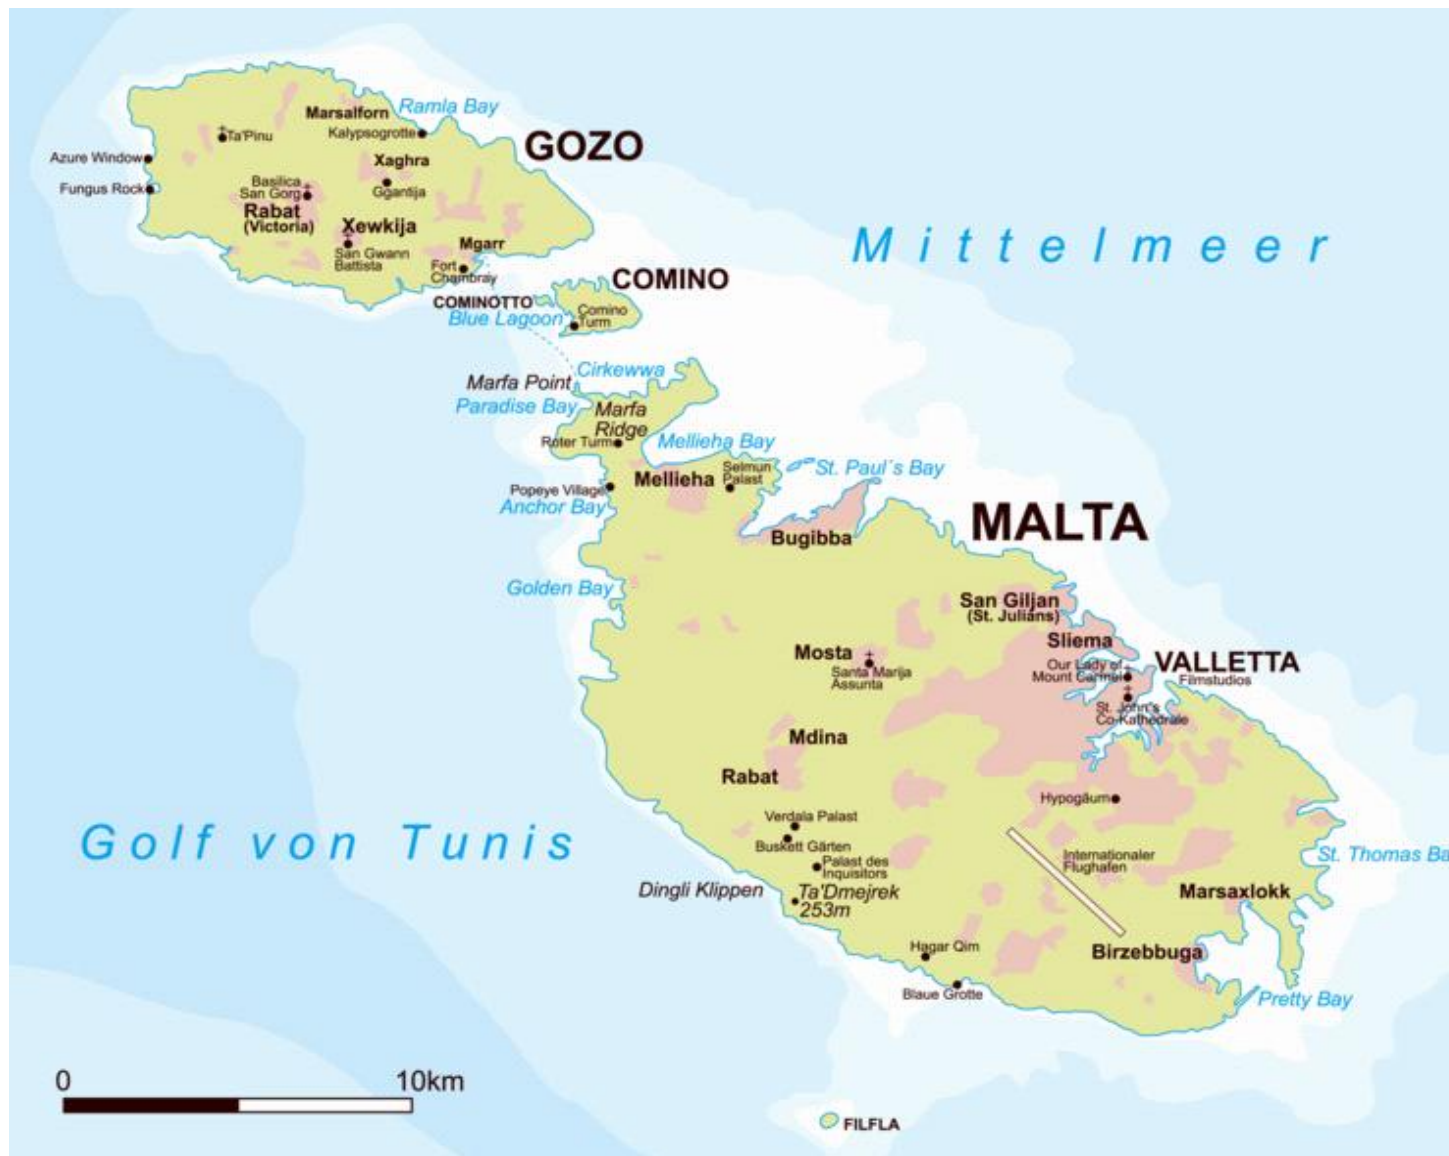 Marsalforn
Ramla Bay
Ta'Pinu
Kalypsogrotte
GOZO
Azure Window
Xaghra
Fungus Rock
Basilica
San Gorg
Ggantija
Rabat
(Victoria)
Xewkija
San Gwann
Battista
Mgarr
Fort
Chambray
Mittelmeer
COMINO
COMINOTTO
Blue Lagoon
Comino
Turm
Cirkewwa
Marfa Point
Paradise Bay
Marfa
Ridge
Roter Turm
Mellieha Bay
Selmun
Palast
St. Paul´s Bay
Mellieha
Popeye Village
Anchor Bay
MALTA
Bugibba
Golden Bay
San Giljan
(St. Julians)
Sliema
Mosta
Santa Marija
Assunta
Our Lady of
Mount Carmel
VALLETTA
Filmstudios
St. John's
Co-Kathedrale
Mdina
Rabat
Hypogäum
Verdala Palast
Buskett Gärten
Palast des
Inquisitors
Golf von Tunis
Internationaler
Flughafen
St. Thomas Ba
Dingli Klippen
Ta'Dmejrek
253m
Marsaxlokk
Hagar Qim
Birzebbuga
Blaue Grotte
Pretty Bay
0
10km
FILFLA